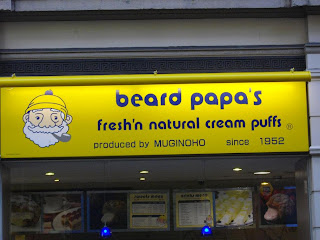 beard papa's
fresh'n natural cream puffs ®
produced by MUGINOHO since 1952